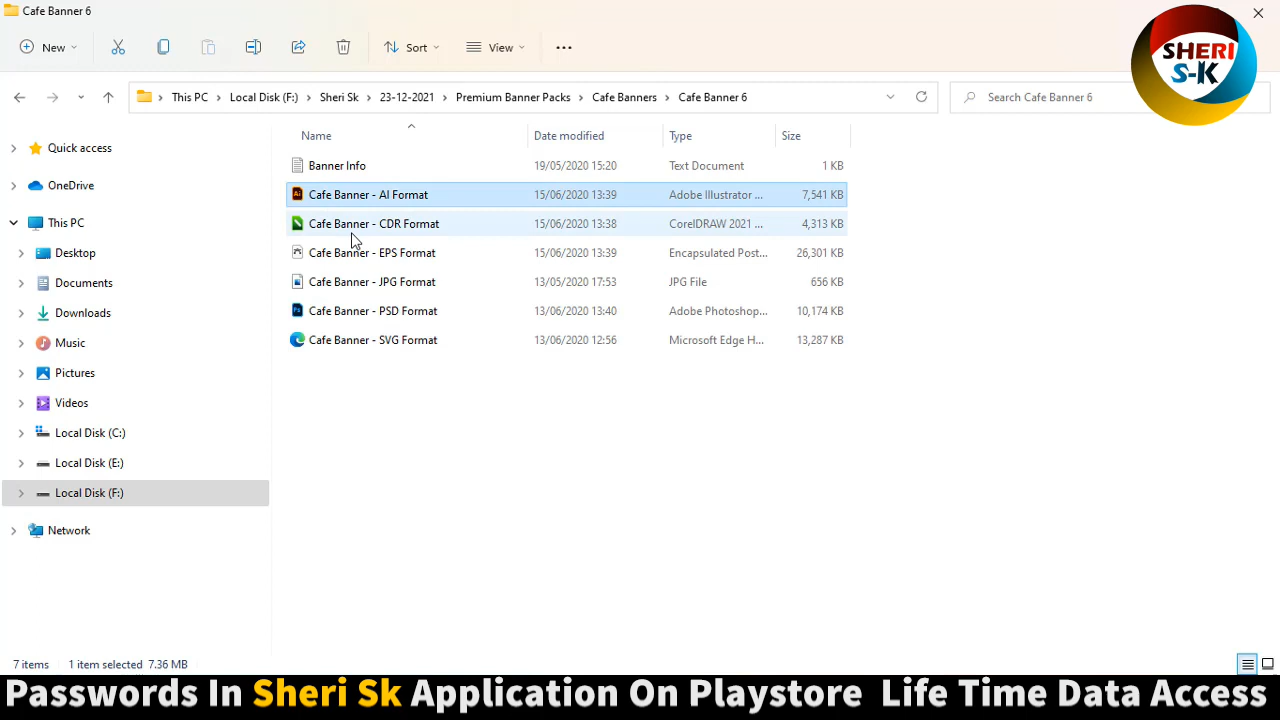 Cafe Banner 6
New
Sort
View
SHERI
S-K
This PC > Local Disk (F:) > Sheri Sk > 23-12-2021 > Premium Banner Packs > Cafe Banners > Cafe Banner 6
Search Cafe Banner 6
Name Date modified Type Size
Quick access
OneDrive
This PC
Desktop
Documents
Downloads
Music
Pictures
Videos
Local Disk (C:)
Local Disk (E:)
Local Disk (F:)
Network
Banner Info 19/05/2020 15:20 Text Document 1 KB
Cafe Banner - AI Format 15/06/2020 13:39 Adobe Illustrator ... 7,541 KB
Cafe Banner - CDR Format 15/06/2020 13:38 CorelDRAW 2021 ... 4,313 KB
Cafe Banner - EPS Format 15/06/2020 13:39 Encapsulated Post... 26,301 KB
Cafe Banner - JPG Format 13/05/2020 17:53 JPG File 656 KB
Cafe Banner - PSD Format 13/06/2020 13:40 Adobe Photoshop... 10,174 KB
Cafe Banner - SVG Format 13/06/2020 12:56 Microsoft Edge H... 13,287 KB
7 items 1 item selected 7.36 MB
Passwords In Sheri Sk Application On Playstore Life Time Data Access